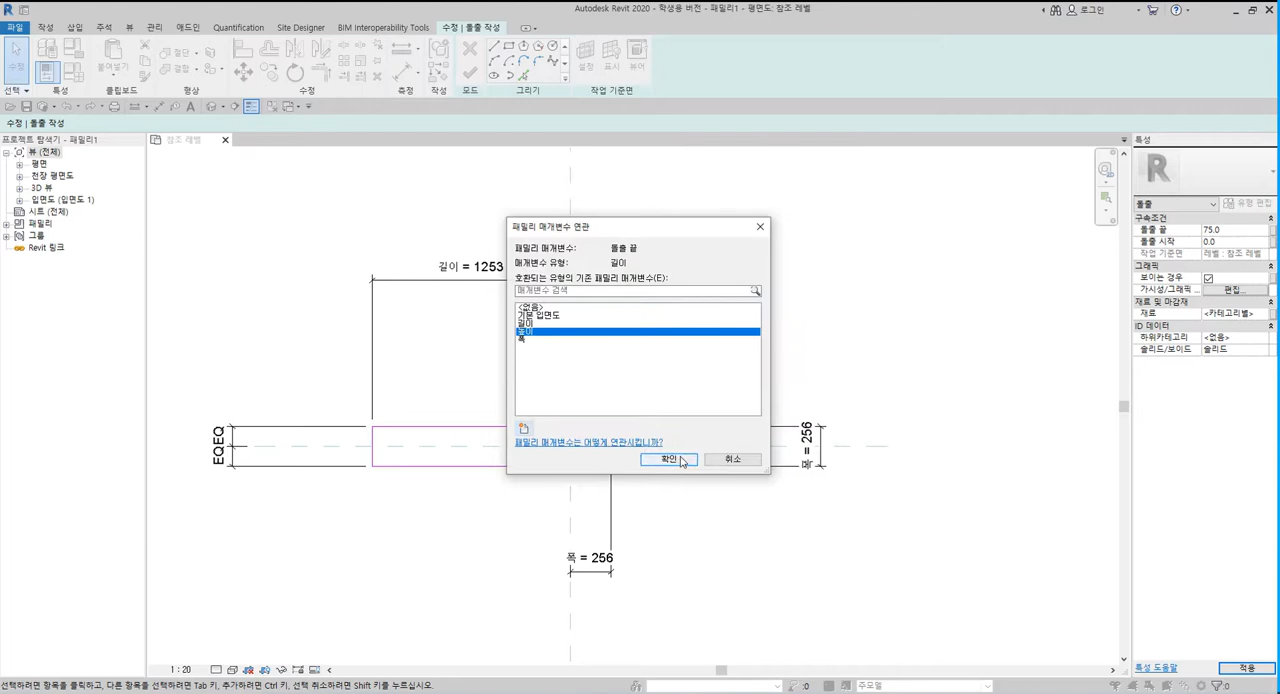 Autodesk Revit 2020 - 학생용 버전 - 패밀리1 - 평면도: 참조 레벨
로그인
파일 작성 삽입 주석 뷰 관리 애드인 Quantification Site Designer BIM Interoperability Tools 수정 | 돌출 작성
수정 붙여넣기 절단 결합 설정 표시 뷰어
선택 특성 클립보드 형상 수정 측정 작성 모드 그리기 작업 기준면
수정 | 돌출 작성
프로젝트 탐색기 - 패밀리1
뷰 (전체)
평면
천장 평면도
3D 뷰
입면도 (입면도 1)
시트 (전체)
패밀리
그룹
Revit 링크
참조 레벨
길이 = 1253
EQEQ
폭 = 256
폭 = 256
패밀리 매개변수 연관
패밀리 매개변수: 돌출 끝
매개변수 유형: 길이
호환되는 유형의 기존 패밀리 매개변수(E):
매개변수 검색
<없음>
기본 입면도
길이
높이
폭
패밀리 매개변수는 어떻게 연관시킵니까?
확인 취소
특성
돌출 유형 편집
구속조건
돌출 끝 75.0
돌출 시작 0.0
작업 기준면 레벨 : 참조 레벨
그래픽
보이는 경우
가시성/그래픽 ... 편집...
재료 및 마감재
재료 <카테고리별>
ID 데이터
하위카테고리 <없음>
솔리드/보이드 솔리드
특성 도움말 적용
1 : 20
선택하려면 항목을 클릭하고, 다른 항목을 선택하려면 Tab 키, 추가하려면 Ctrl 키, 선택 취소하려면 Shift 키를 누르십시오.
:0 주모델 :0